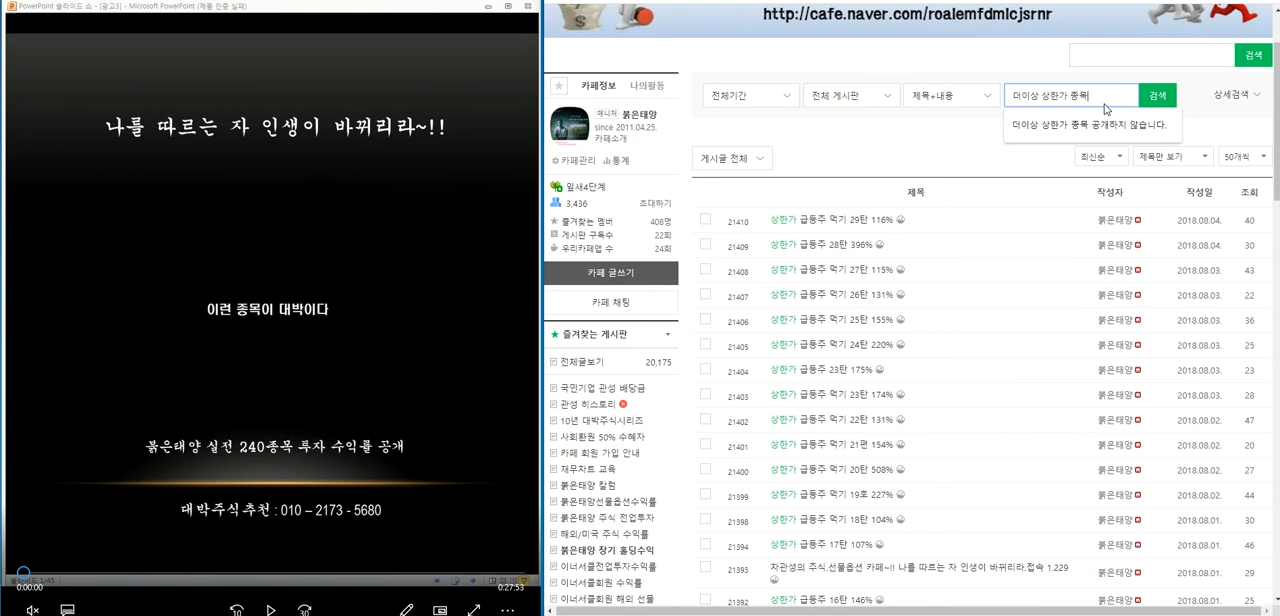 PowerPoint 슬라이드 쇼 - [광고3] - Microsoft PowerPoint (제품 인증 실패)
나를 따르는 자 인생이 바뀌리라~!!
이런 종목이 대박이다
붉은태양 실전 240종목 투자 수익률 공개
대박주식추천 : 010 – 2173 - 5680
슬라이드 1/45
0:00:00
0:27:53
10
30
http://cafe.naver.com/roalemfdmlcjsrnr
검색
카페정보 나의활동
매니저 붉은태양
since 2011.04.25.
카페소개
카페관리 통계
잎새4단계
3,436 초대하기
즐겨찾는 멤버 408명
게시판 구독수 22회
우리카페앱 수 24회
카페 글쓰기
카페 채팅
즐겨찾는 게시판
전체글보기 20,175
국민기업 관성 배당금
관성 히스토리
10년 대박주식시리즈
사회환원 50% 수혜자
카페 회원 가입 안내
재무자트 교육
붉은태양 칼럼
붉은태양선물옵션수익률
붉은태양 주식 전업투자
해외/미국 주식 수익률
붉은태양 장기 홀딩수익
이너서클전업투자수익률
이너서클회원 수익률
이너서클회원 해외 선물
전체기간 전체 게시판 제목+내용 더이상 상한가 종목 검색 상세검색
더이상 상한가 종목 공개하지 않습니다.
게시글 전체 최신순 제목만 보기 50개씩
제목 작성자 작성일 조회
21410 상한가 급등주 먹기 29탄 116% 붉은태양 2018.08.04. 40
21409 상한가 급등주 28탄 396% 붉은태양 2018.08.04. 30
21408 상한가 급등주 먹기 27탄 115% 붉은태양 2018.08.03. 43
21407 상한가 급등주 먹기 26탄 131% 붉은태양 2018.08.03. 22
21406 상한가 급등주 먹기 25탄 155% 붉은태양 2018.08.03. 36
21405 상한가 급등주 먹기 24탄 220% 붉은태양 2018.08.03. 25
21404 상한가 급등주 23탄 175% 붉은태양 2018.08.03. 23
21403 상한가 급등주 먹기 23탄 174% 붉은태양 2018.08.03. 28
21402 상한가 급등주 먹기 22탄 131% 붉은태양 2018.08.02. 47
21401 상한가 급등주 먹기 21편 154% 붉은태양 2018.08.02. 20
21400 상한가 급등주 먹기 20탄 508% 붉은태양 2018.08.02. 27
21399 상한가 급등주 먹기 19호 227% 붉은태양 2018.08.02. 44
21398 상한가 급등주 먹기 18탄 104% 붉은태양 2018.08.01. 30
21394 상한가 급등주 17탄 107% 붉은태양 2018.08.01. 46
21393 차관성의 주식.선물옵션 카페~!! 나를 따르는 자 인생이 바뀌리라.접속 1.229 붉은태양 2018.08.01. 29
21392 상한가 급등주 먹기 16탄 146% 붉은태양 2018.08.01. 25